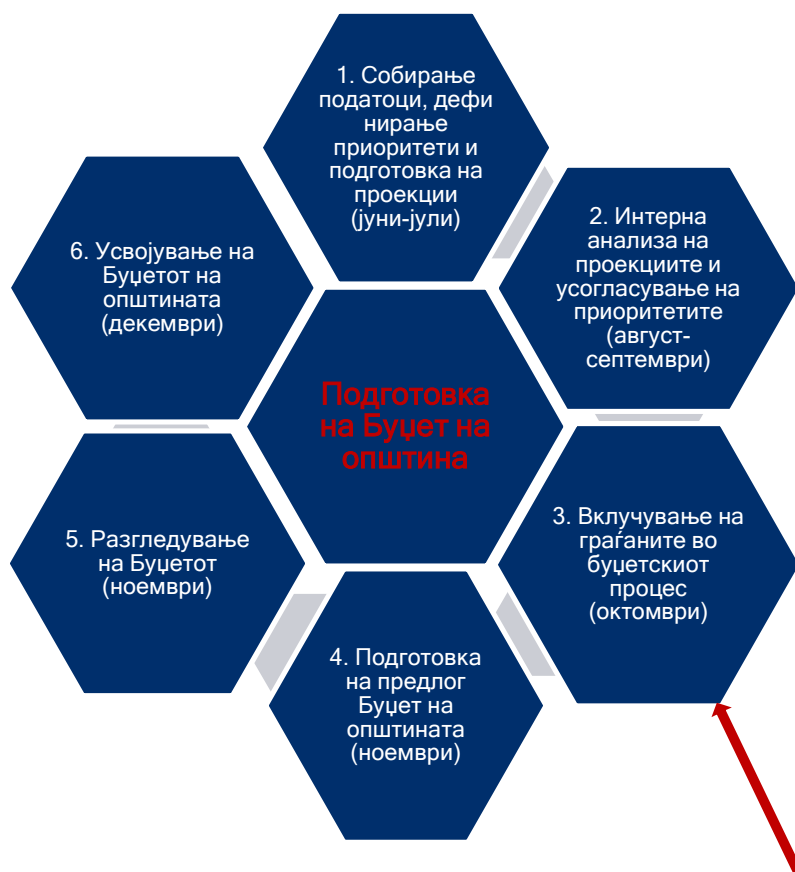 1. Собирање
податоци, дефи
нирање
приоритети и
подготовка на
проекции
(јуни-јули)
2. Интерна
анализа на
проекциите и
усогласување на
приоритетите
(август-
септември)
3. Вклучување на
граѓаните во
буџетскиот
процес
(октомври)
4. Подготовка
на предлог
Буџет на
општината
(ноември)
5. Разгледување
на Буџетот
(ноември)
6. Усвојување на
Буџетот на
општината
(декември)
Подготовка
на Буџет на
општина